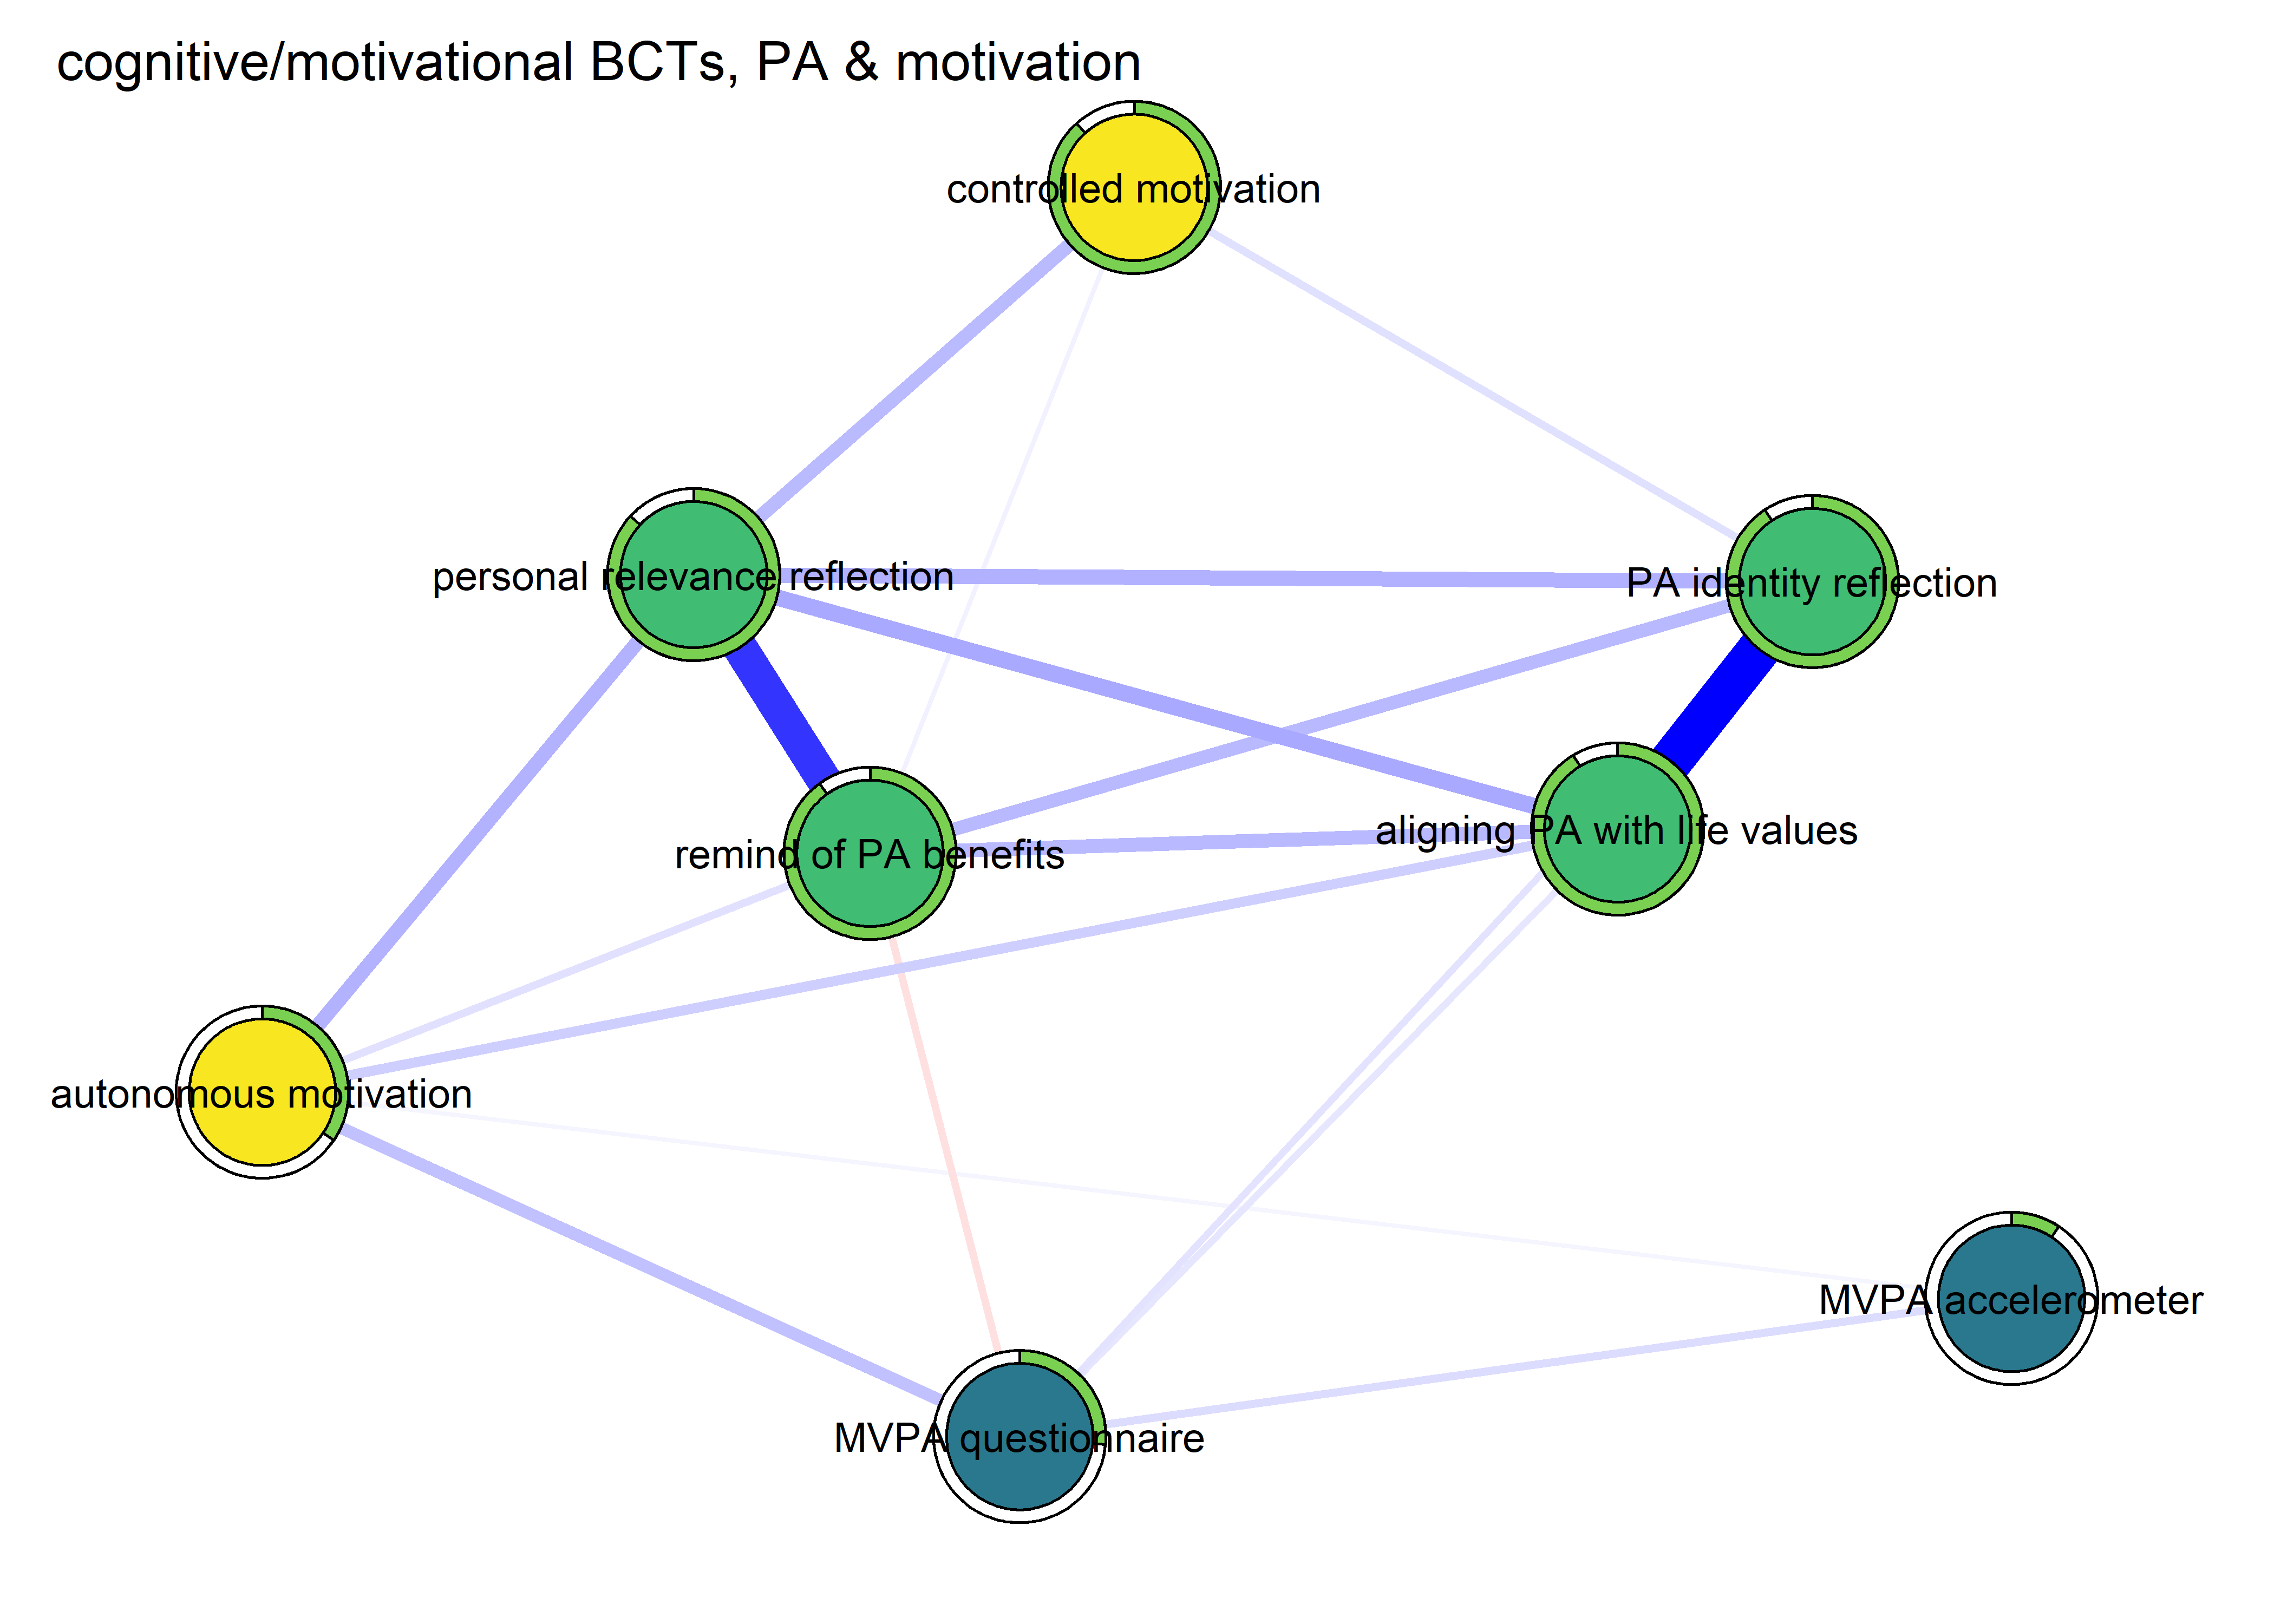 cognitive/motivational BCTs, PA & motivation
controlled motivation
personal relevance reflection
PA identity reflection
remind of PA benefits
aligning PA with life values
autonomous motivation
MVPA accelerometer
MVPA questionnaire